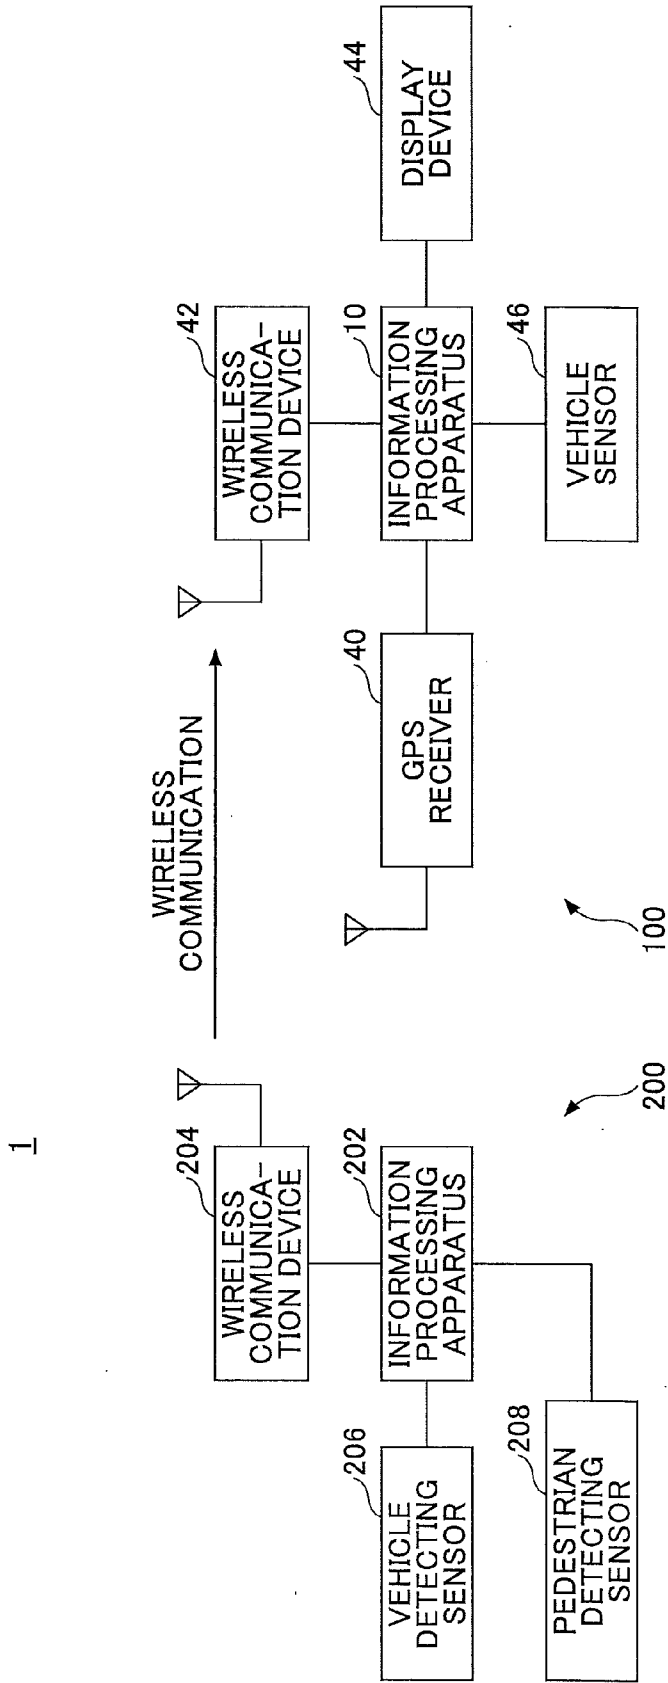 1
WIRELESS
COMMUNICATION
204
WIRELESS
COMMUNICA-
TION DEVICE
42
WIRELESS
COMMUNICA-
TION DEVICE
206
VEHICLE
DETECTING
SENSOR
202
INFORMATION
PROCESSING
APPARATUS
40
GPS
RECEIVER
10
INFORMATION
PROCESSING
APPARATUS
44
DISPLAY
DEVICE
208
PEDESTRIAN
DETECTING
SENSOR
46
VEHICLE
SENSOR
200
100